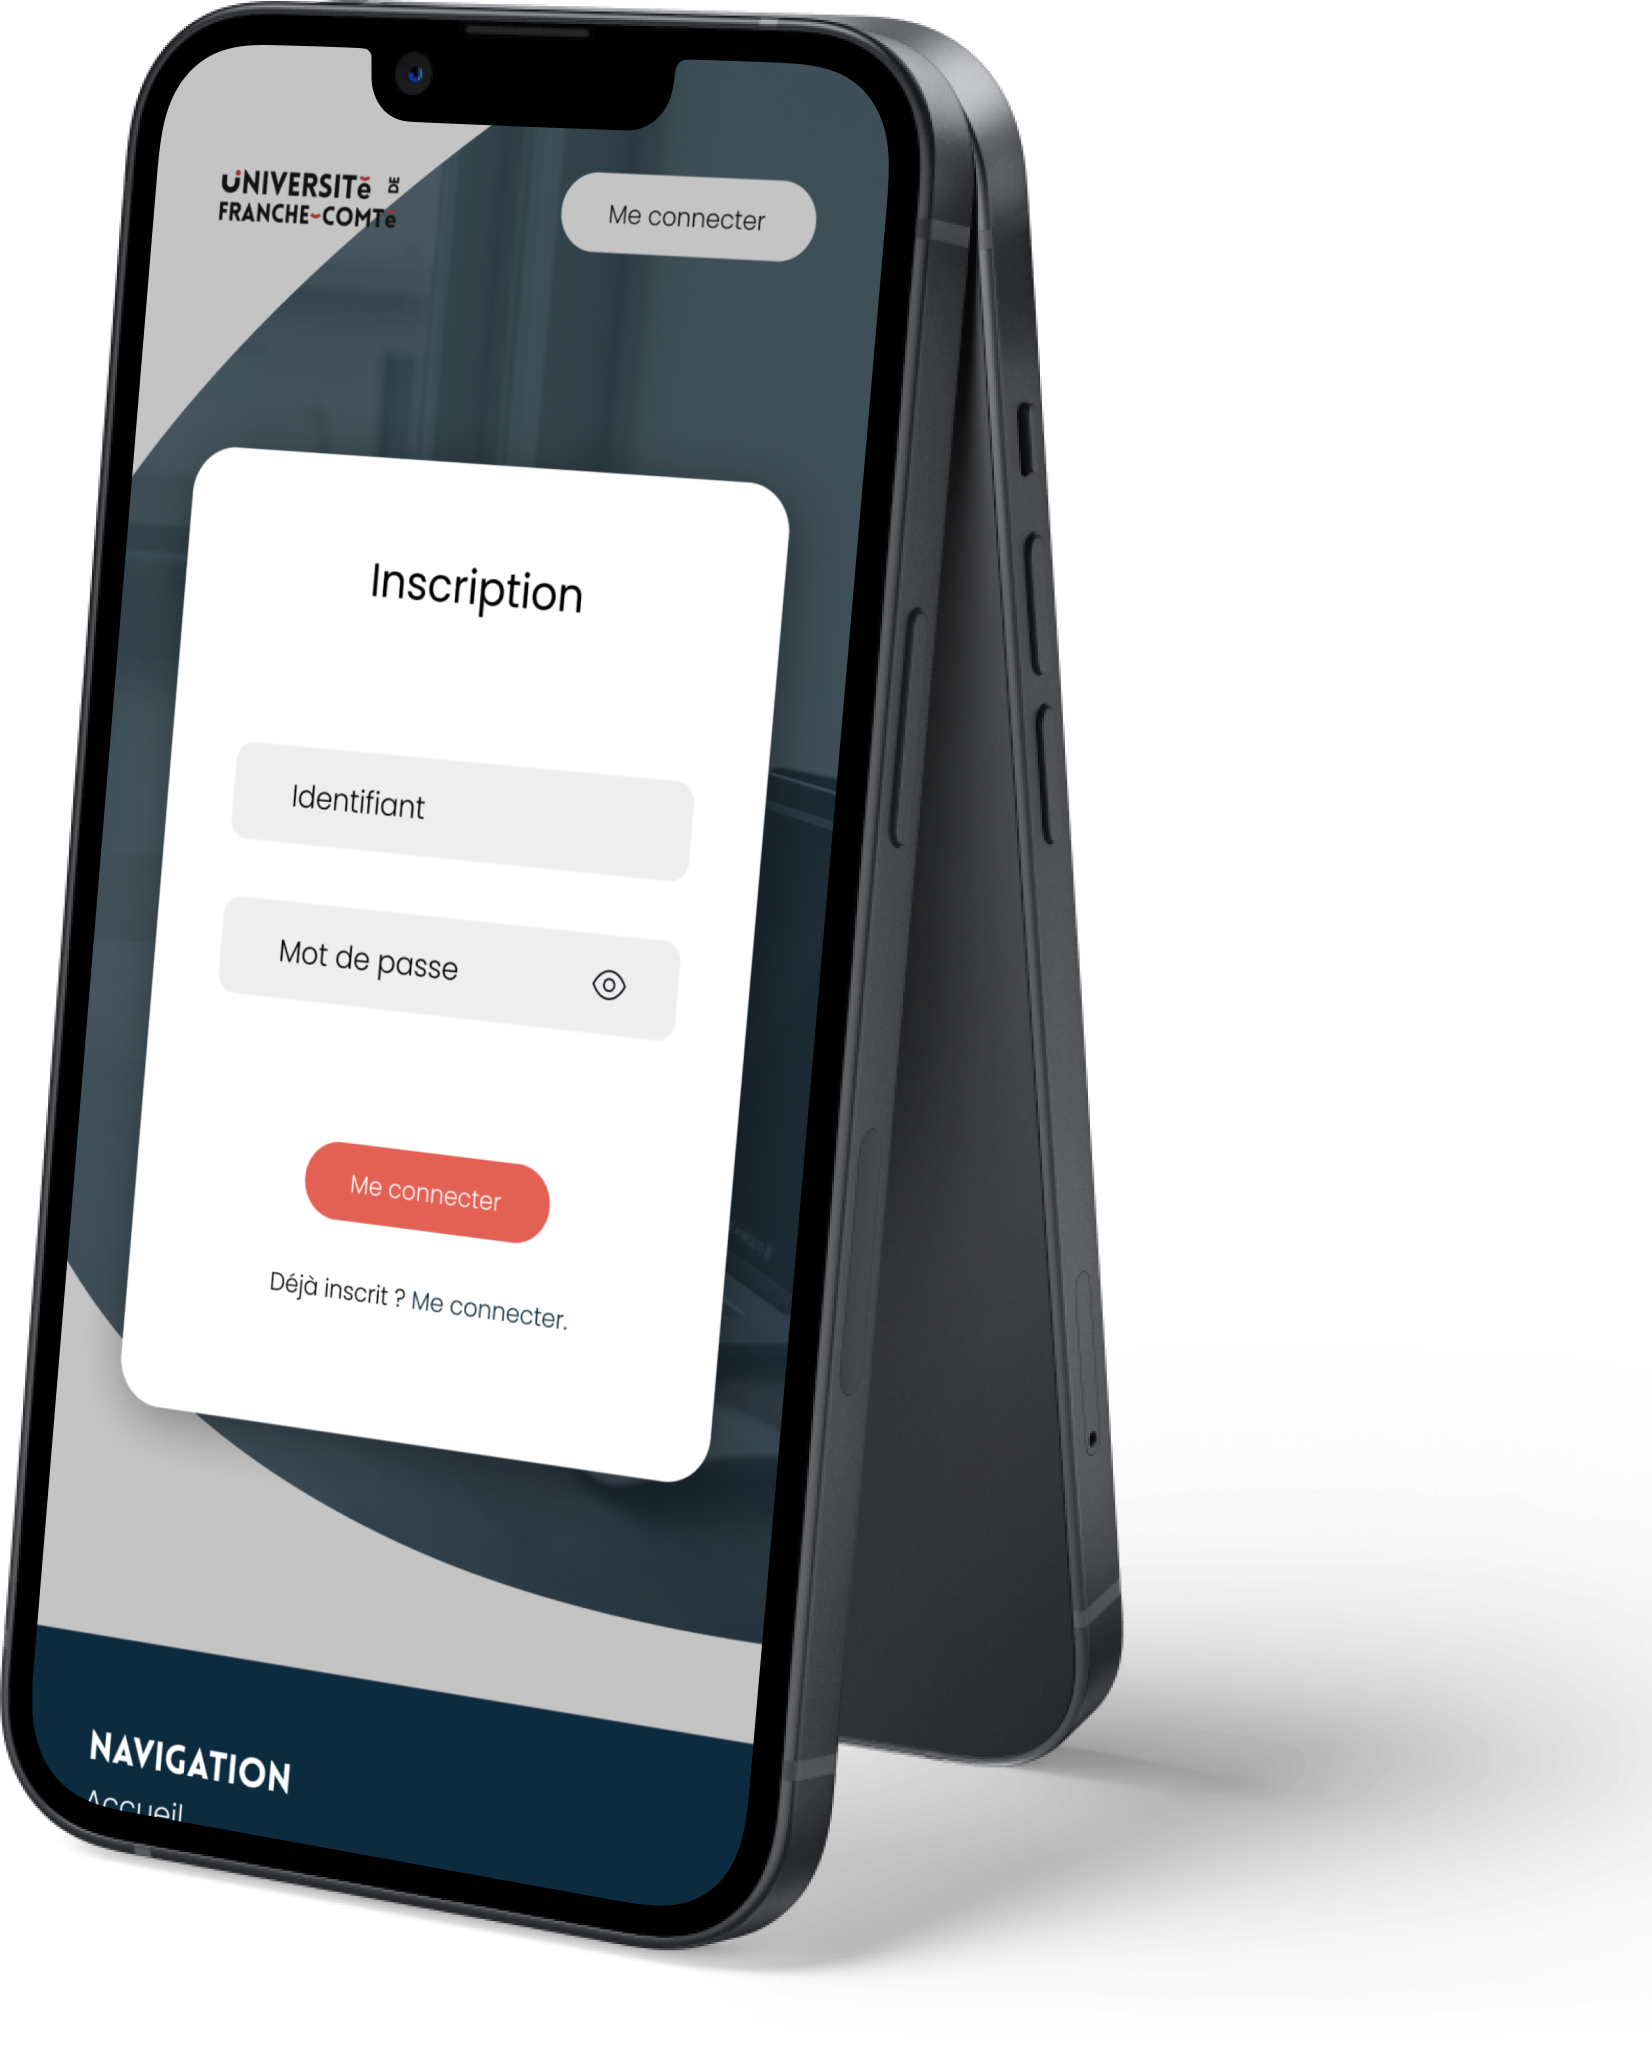 UNIVERSITé DE
FRANCHE-COMTé
Me connecter
Inscription
Identifiant
Mot de passe
Me connecter
Déjà inscrit ? Me connecter.
NAVIGATION
Accueil